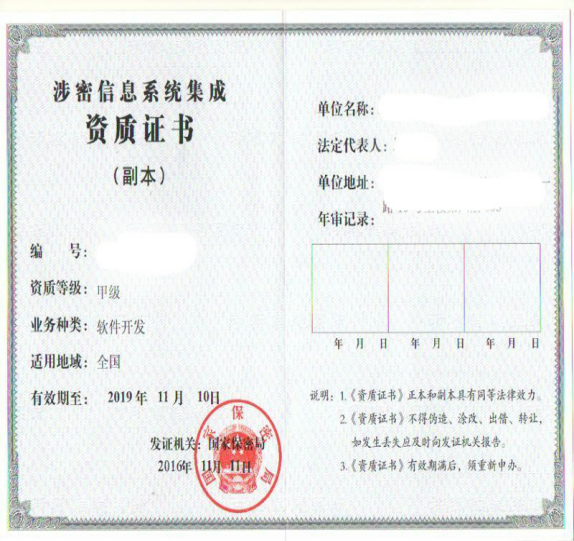 涉密信息系统集成
资质证书
（副本）
编　号：
资质等级：甲级
业务种类：软件开发
适用地域：全国
有效期至：2019年 11月 10日
发证机关：国家保密局
2016年 11月 11日
国家保密局
单位名称：
法定代表人：
单位地址：
年审记录：
年 月 日 年 月 日 年 月 日
说明：1.《资质证书》正本和副本具有同等法律效力。
2.《资质证书》不得伪造、涂改、出借、转让，
如发生丢失应及时向发证机关报告。
3.《资质证书》有效期满后，须重新申办。